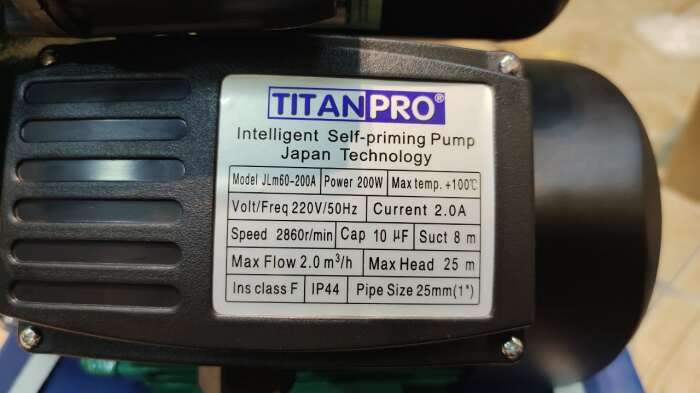 TITANPRO®
Intelligent Self-priming Pump
Japan Technology
Model JLm60-200A Power 200W Max temp. +100℃
Volt/Freq 220V/50Hz Current 2.0A
Speed 2860r/min Cap 10 μF Suct 8 m
Max Flow 2.0 m³/h Max Head 25 m
Ins class F IP44 Pipe Size 25mm(1")